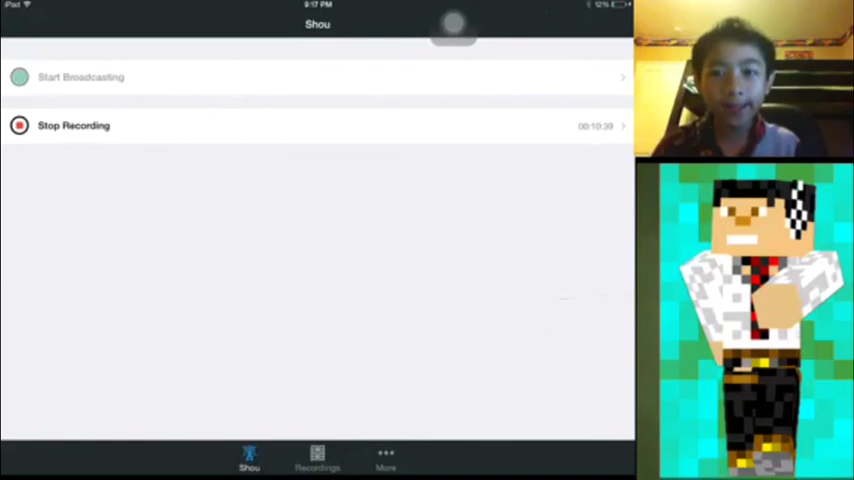 iPad 9:17 PM 12%
Shou
Start Broadcasting
Stop Recording 00:10:39
Shou Recordings More